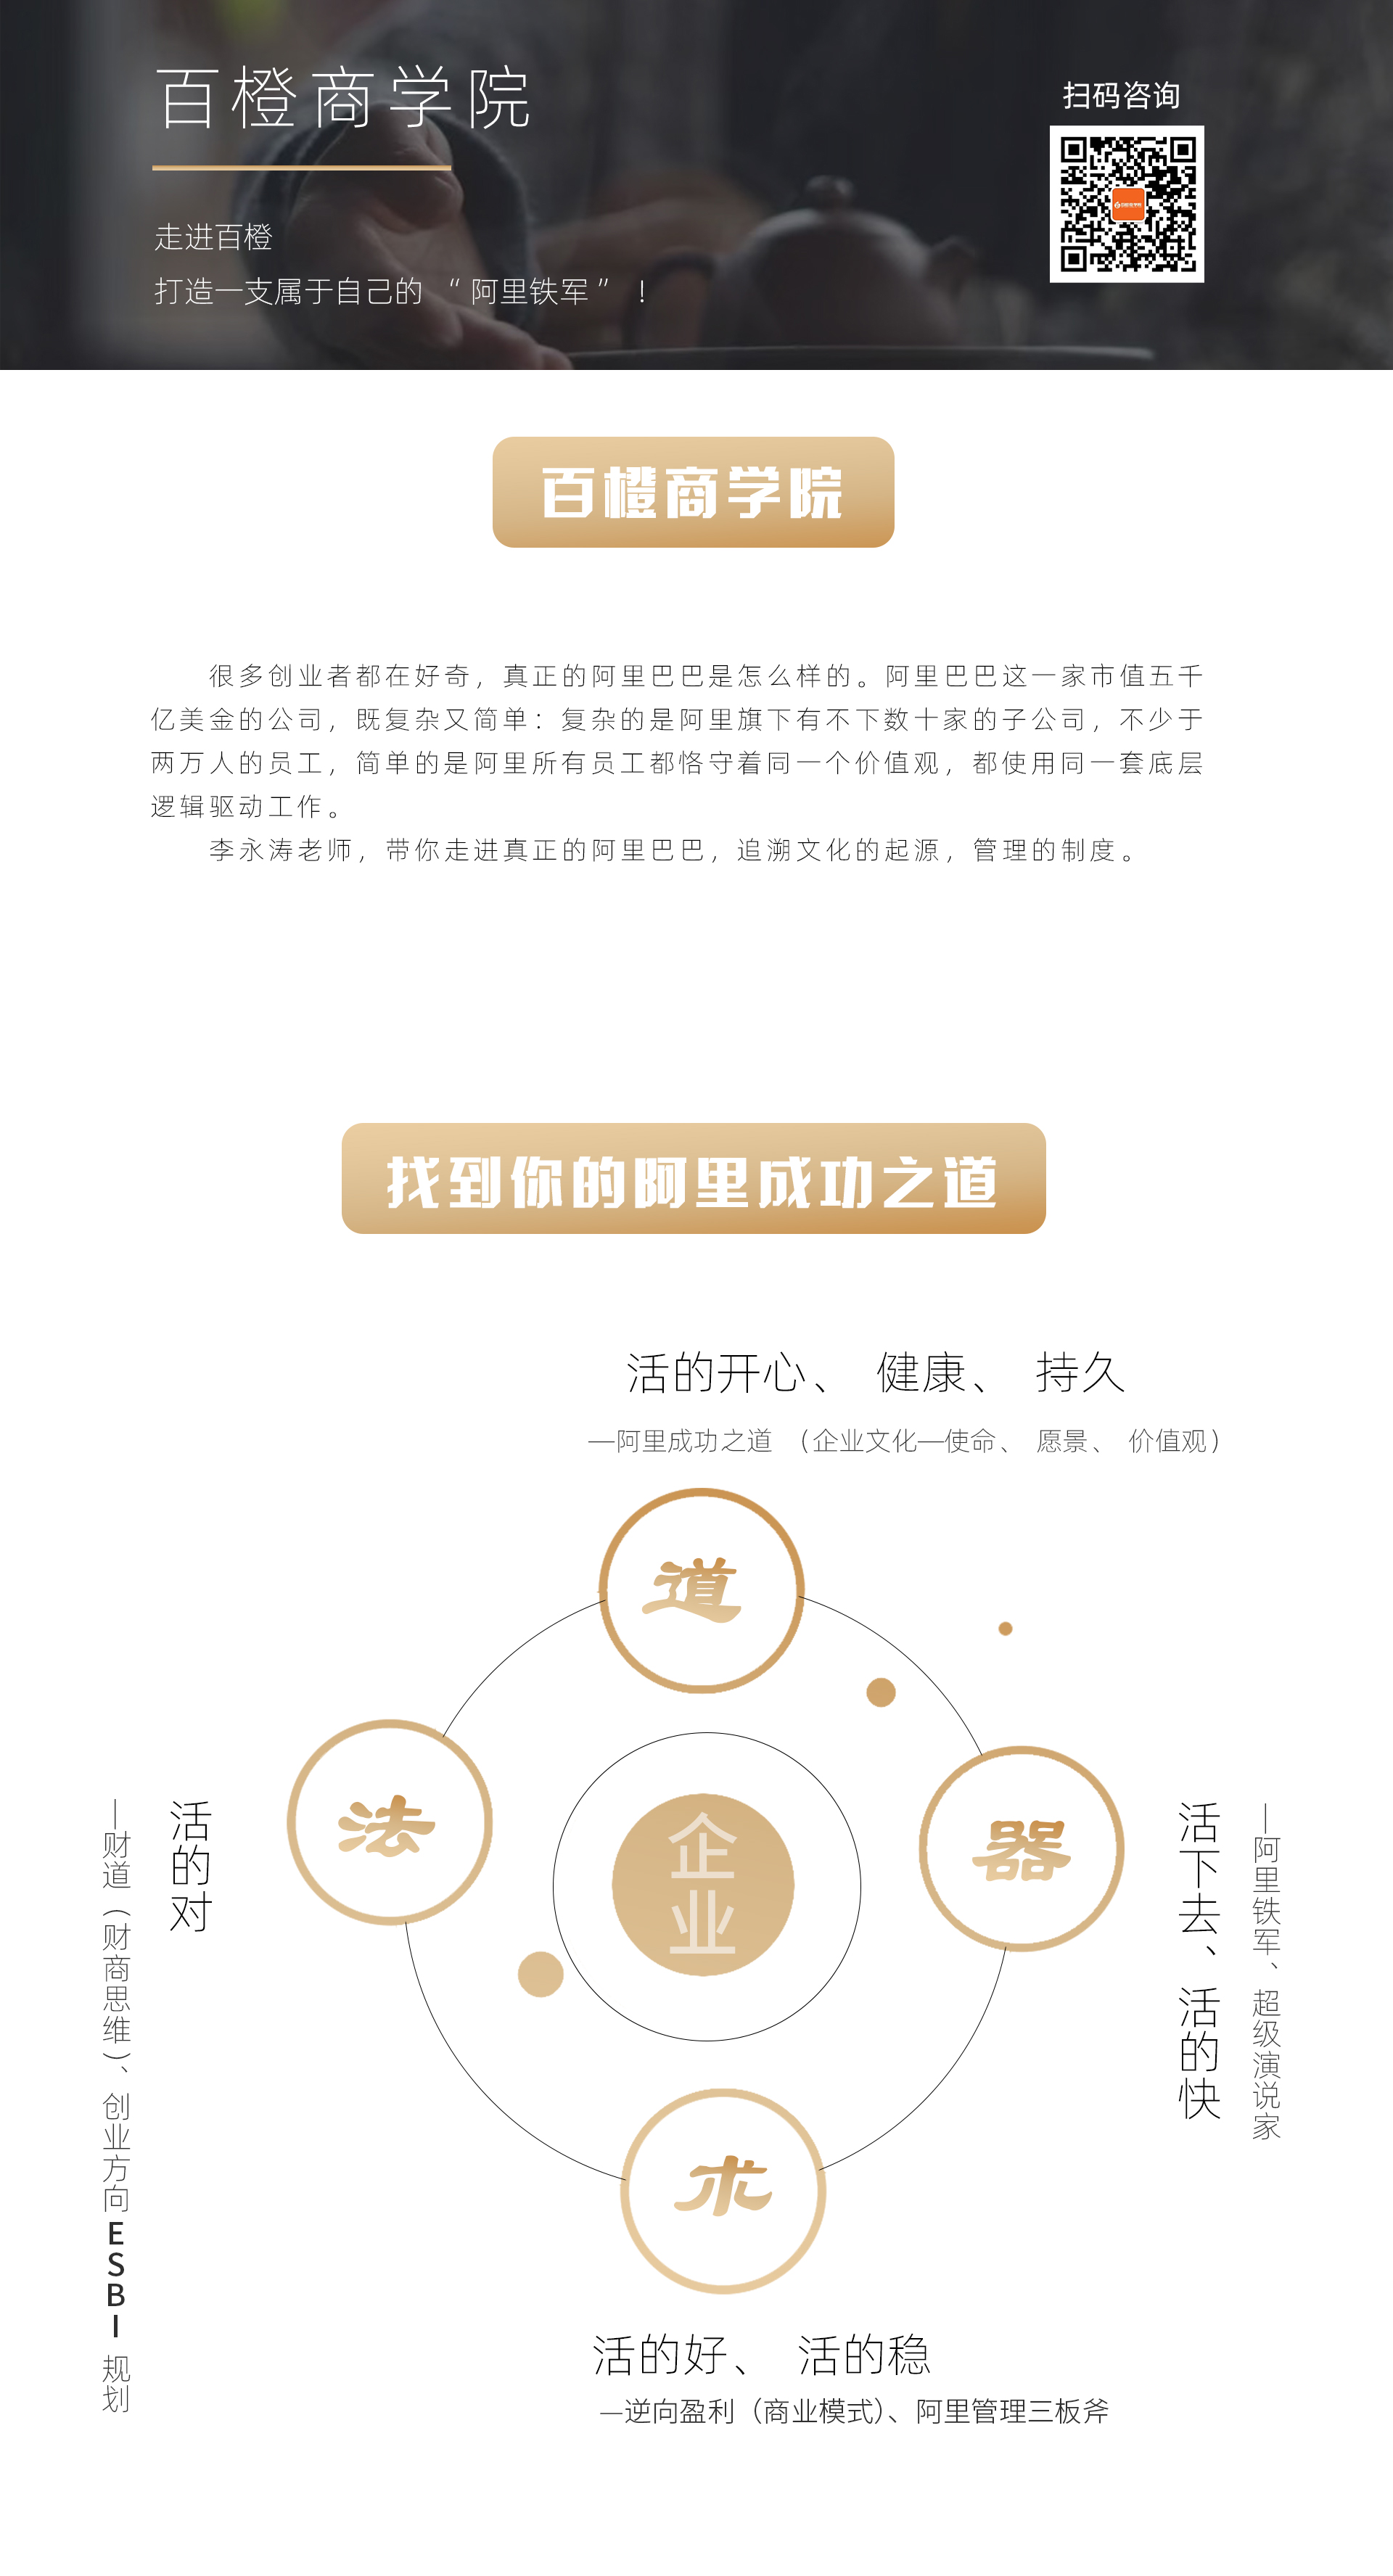 百橙商学院
扫码咨询
走进百橙
打造一支属于自己的 “阿里铁军” !
百橙商学院
很多创业者都在好奇，真正的阿里巴巴是怎么样的。阿里巴巴这一家市值五千
亿美金的公司，既复杂又简单：复杂的是阿里旗下有不下数十家的子公司，不少于
两万人的员工，简单的是阿里所有员工都恪守着同一个价值观，都使用同一套底层
逻辑驱动工作。
李永涛老师，带你走进真正的阿里巴巴，追溯文化的起源，管理的制度。
找到你的阿里成功之道
活的开心、 健康、 持久
—阿里成功之道 （企业文化—使命、 愿景、 价值观）
道
法
器
企
业
术
活的对
—财道（财商思维）、创业方向ESBI 规划
活下去、活的快
—阿里铁军、超级演说家
活的好、 活的稳
—逆向盈利（商业模式）、阿里管理三板斧